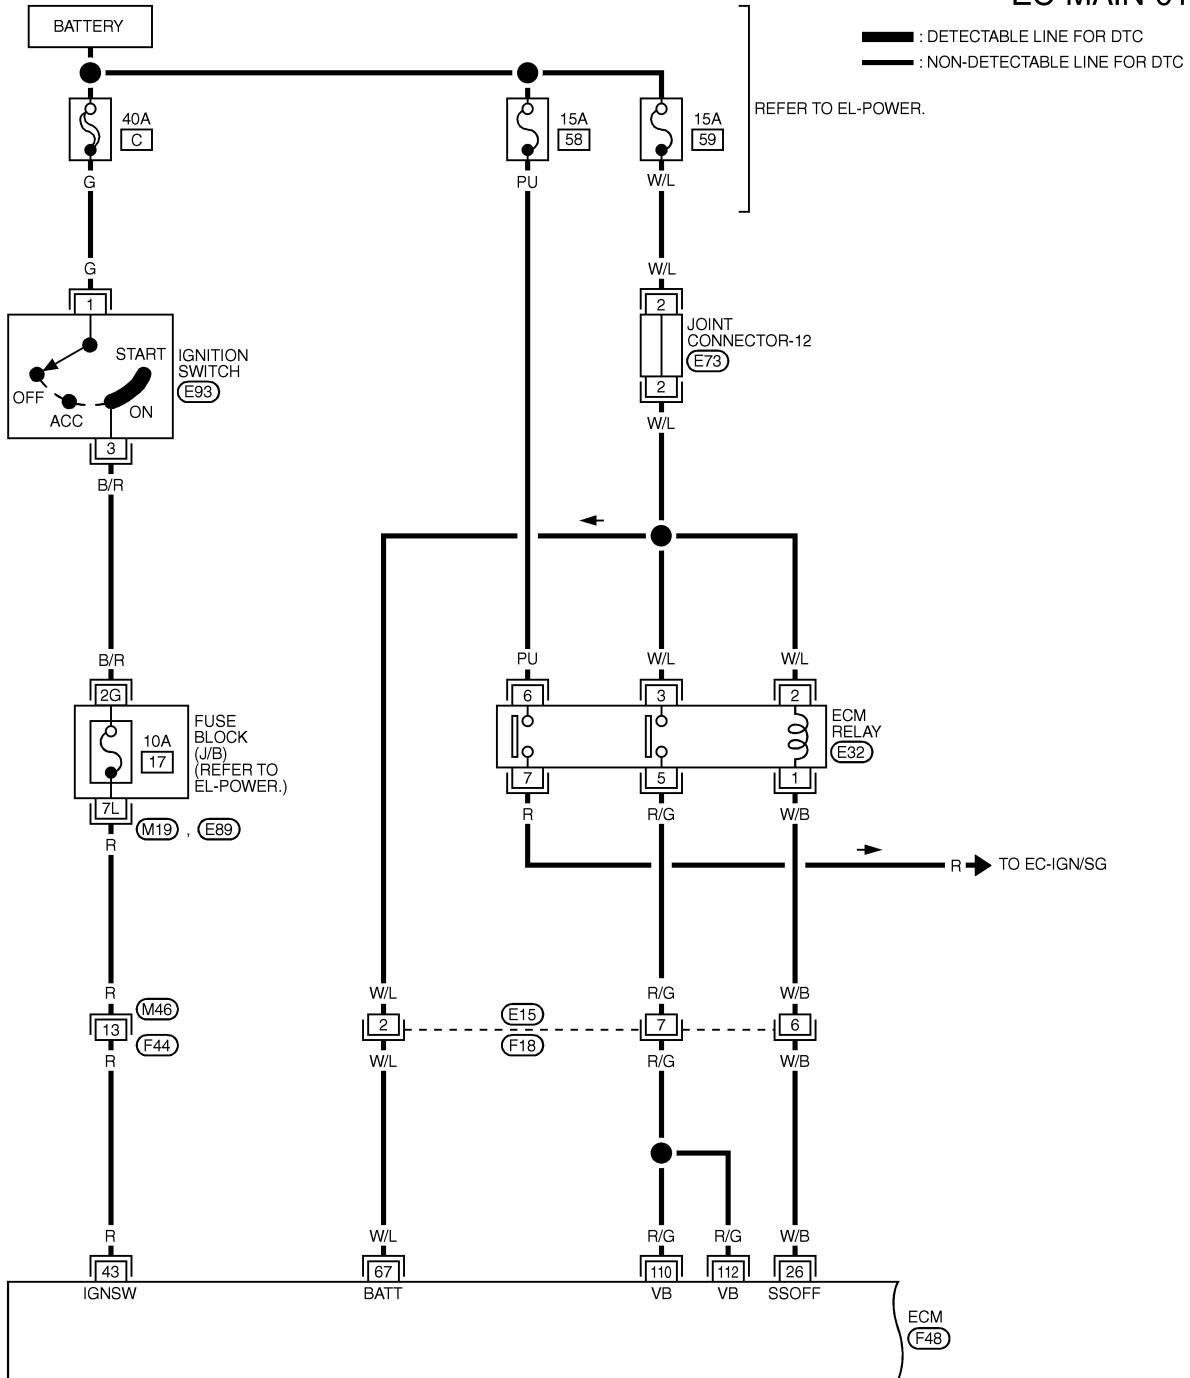 BATTERY
: DETECTABLE LINE FOR DTC
: NON-DETECTABLE LINE FOR DTC
REFER TO EL-POWER.
40A
C
15A
58
15A
59
G
PU
W/L
G
W/L
1
2
JOINT
CONNECTOR-12
E73
2
W/L
START
OFF
ACC
ON
IGNITION
SWITCH
E93
3
B/R
B/R
PU
W/L
W/L
2G
6
3
2
10A
17
FUSE
BLOCK
(J/B)
(REFER TO
EL-POWER.)
ECM
RELAY
E32
7L
7
5
1
M19 , E89
R
R
R/G
W/B
R
TO EC-IGN/SG
R
W/L
R/G
W/B
M46
13
F44
2
E15
F18
7
6
R
W/L
R/G
W/B
R
W/L
R/G
R/G
W/B
43
67
110
112
26
IGNSW
BATT
VB
VB
SSOFF
ECM
F48